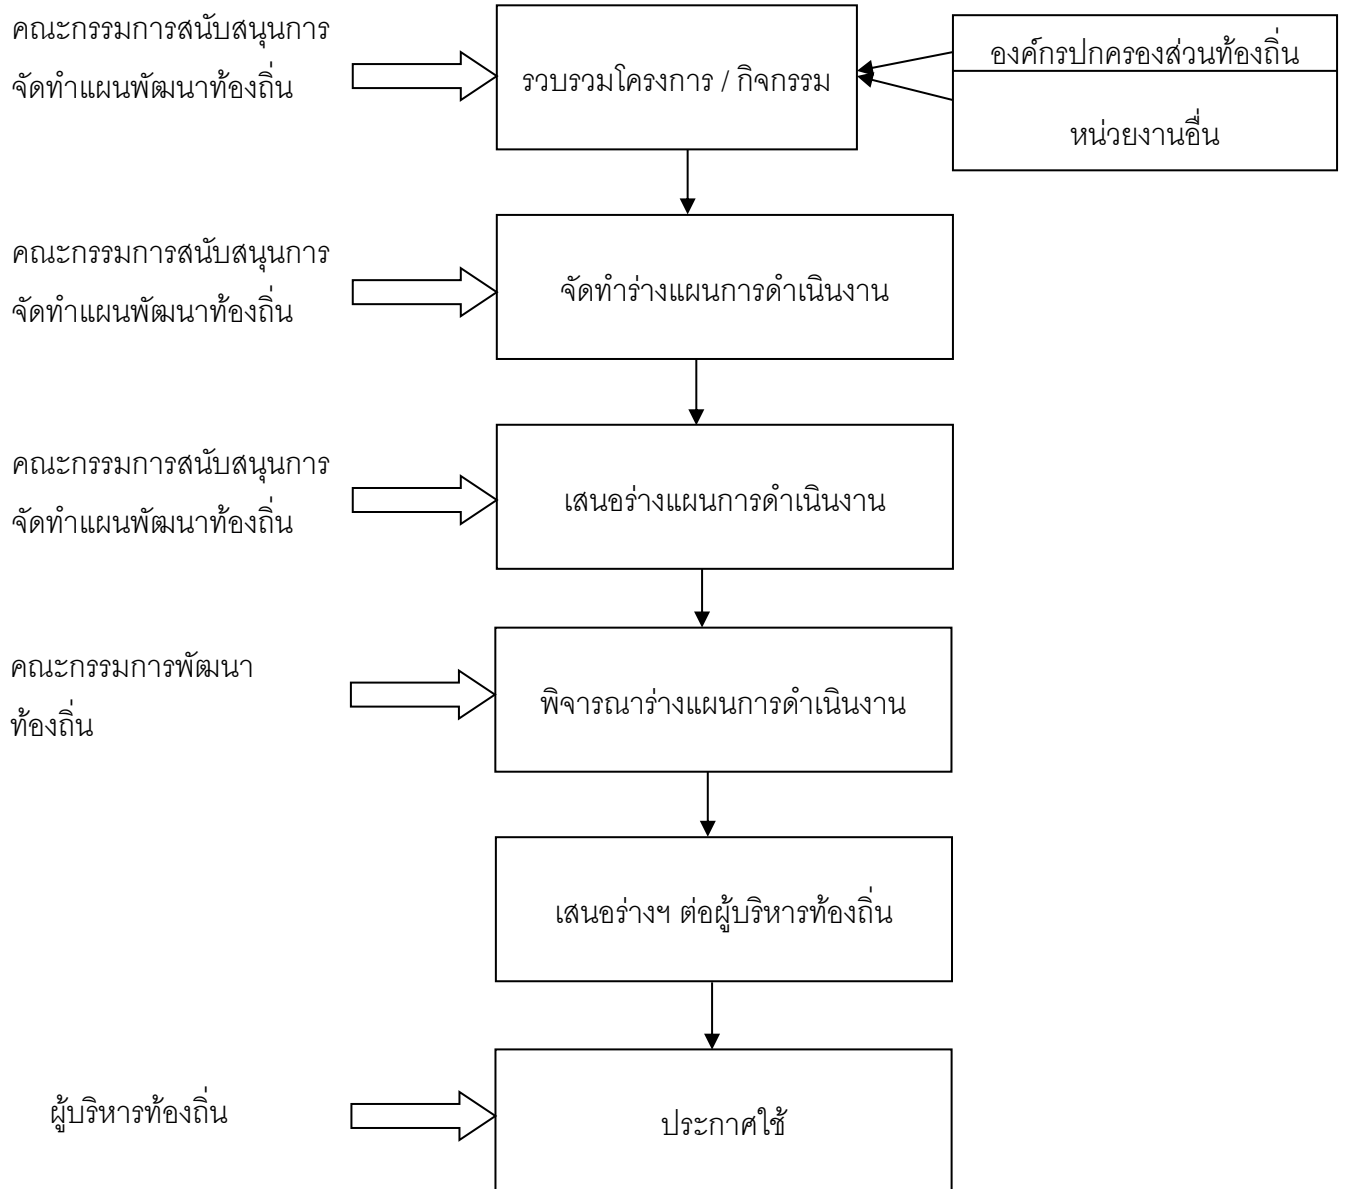 คณะกรรมการสนับสนุนการ
จัดทำแผนพัฒนาท้องถิ่น
รวบรวมโครงการ / กิจกรรม
องค์กรปกครองส่วนท้องถิ่น
หน่วยงานอื่น
คณะกรรมการสนับสนุนการ
จัดทำแผนพัฒนาท้องถิ่น
จัดทำร่างแผนการดำเนินงาน
คณะกรรมการสนับสนุนการ
จัดทำแผนพัฒนาท้องถิ่น
เสนอร่างแผนการดำเนินงาน
คณะกรรมการพัฒนา
ท้องถิ่น
พิจารณาร่างแผนการดำเนินงาน
เสนอร่างฯ ต่อผู้บริหารท้องถิ่น
ผู้บริหารท้องถิ่น
ประกาศใช้